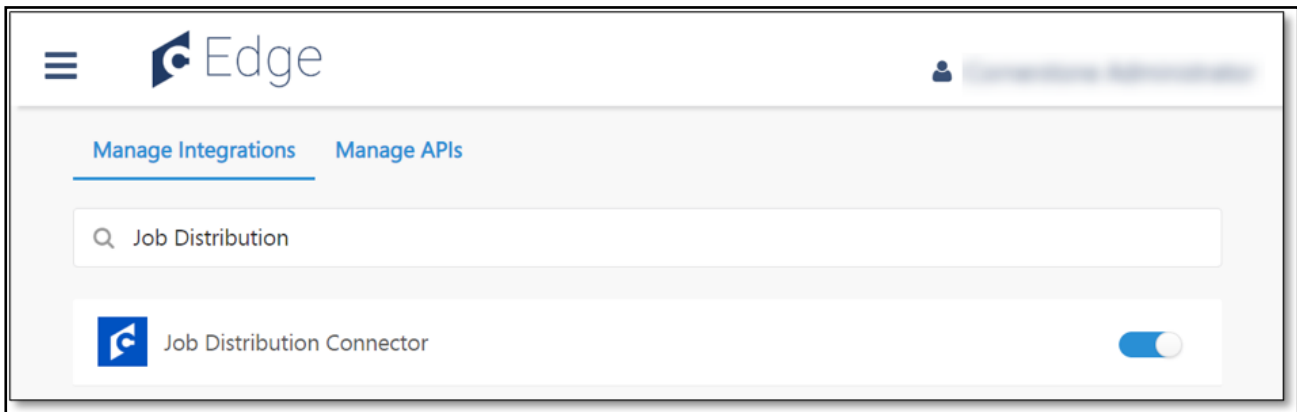 Edge
Manage Integrations Manage APIs
Job Distribution
Job Distribution Connector